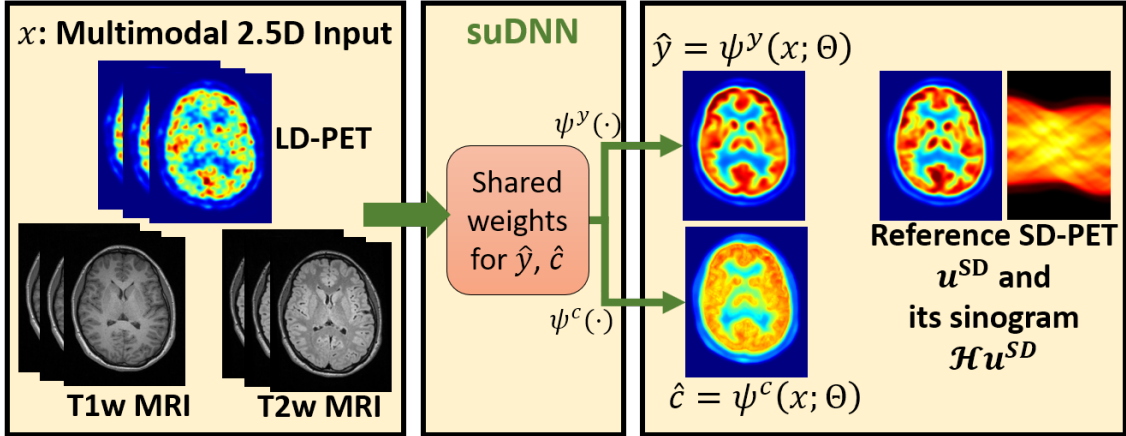 x: Multimodal 2.5D Input
LD-PET
T1w MRI
T2w MRI
suDNN
Shared
weights
for ŷ, ĉ
ψ^y(·)
ψ^c(·)
ŷ = ψ^y(x; Θ)
ĉ = ψ^c(x; Θ)
Reference SD-PET
u^SD and
its sinogram
ℋu^SD